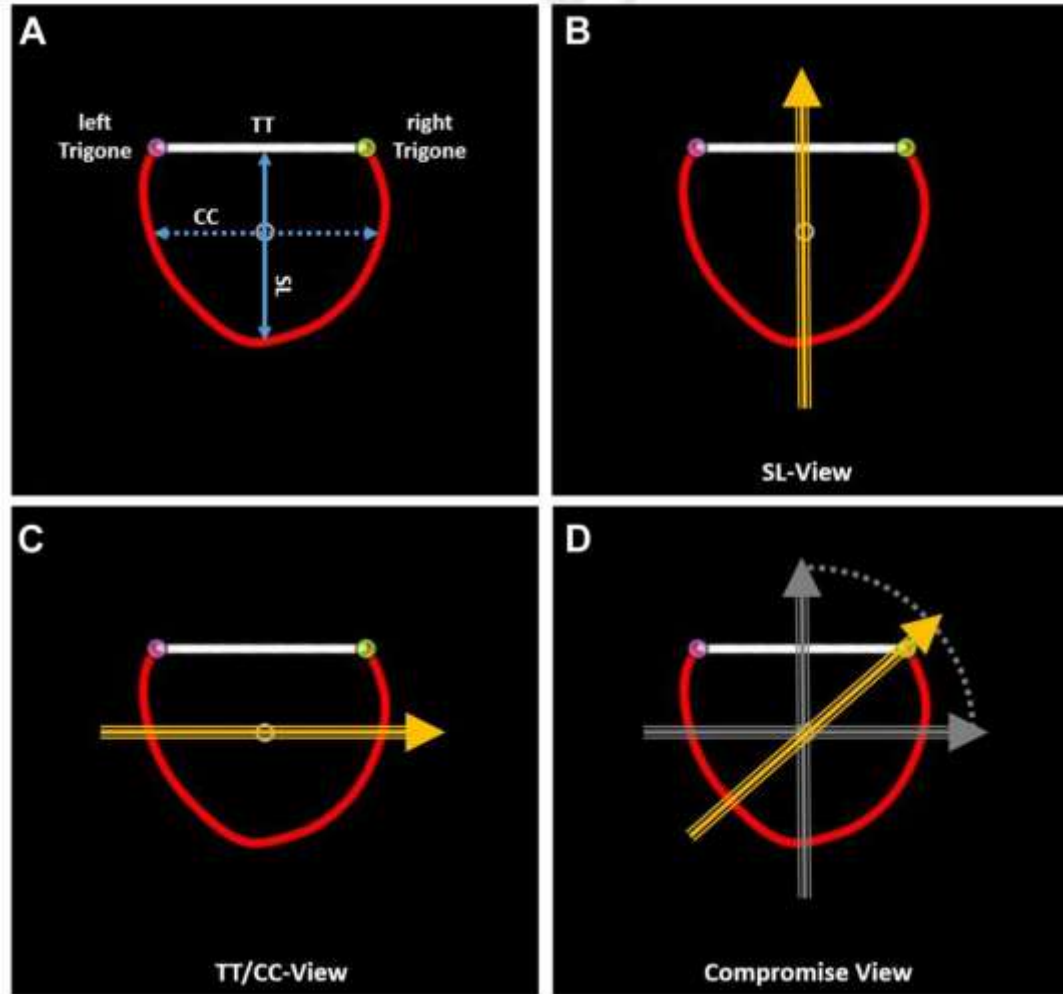 A
left
Trigone
TT
right
Trigone
CC
SL
B
SL-View
C
TT/CC-View
D
Compromise View